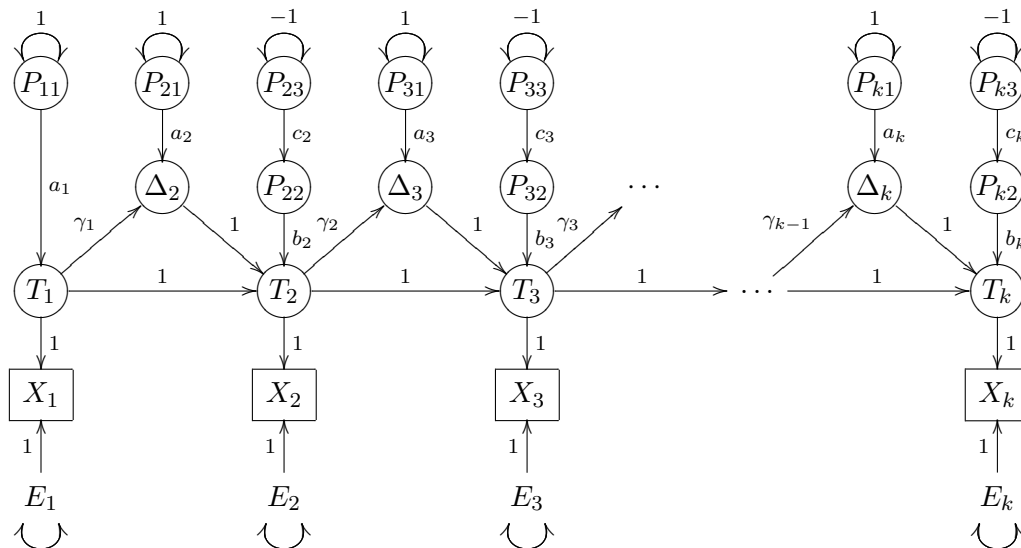 1 1 −1 1 −1 1 −1
P₁₁ P₂₁ P₂₃ P₃₁ P₃₃ Pₖ₁ Pₖ₃
a₂ c₂ a₃ c₃ aₖ cₖ
a₁ Δ₂ P₂₂ Δ₃ P₃₂ ⋯ Δₖ Pₖ₂
γ₁ 1 b₂ γ₂ 1 b₃ γ₃ γₖ₋₁ 1 bₖ
T₁ 1 T₂ 1 T₃ 1 ⋯ 1 Tₖ
1 1 1 1
X₁ X₂ X₃ Xₖ
1 1 1 1
E₁ E₂ E₃ Eₖ